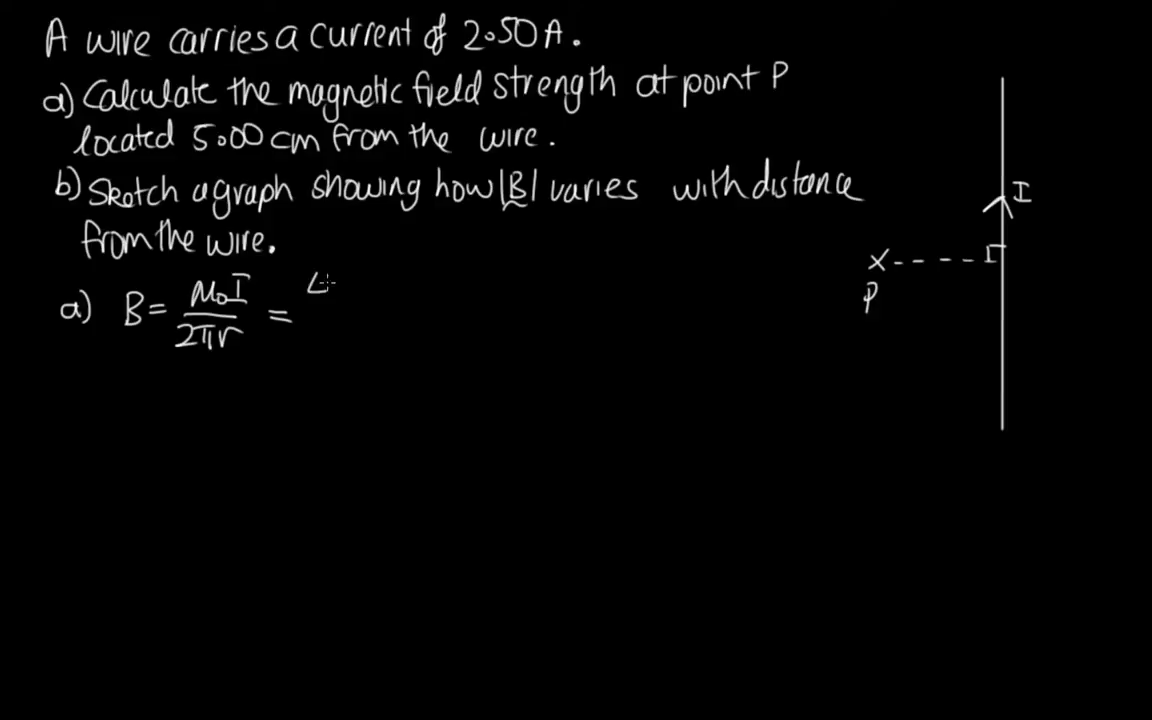 A wire carries a current of 2.50A.
a) Calculate the magnetic field strength at point P
located 5.00 cm from the wire.
b) Sketch a graph showing how |B| varies with distance
from the wire.
a) B = μ₀I / 2πr =
I
X
P